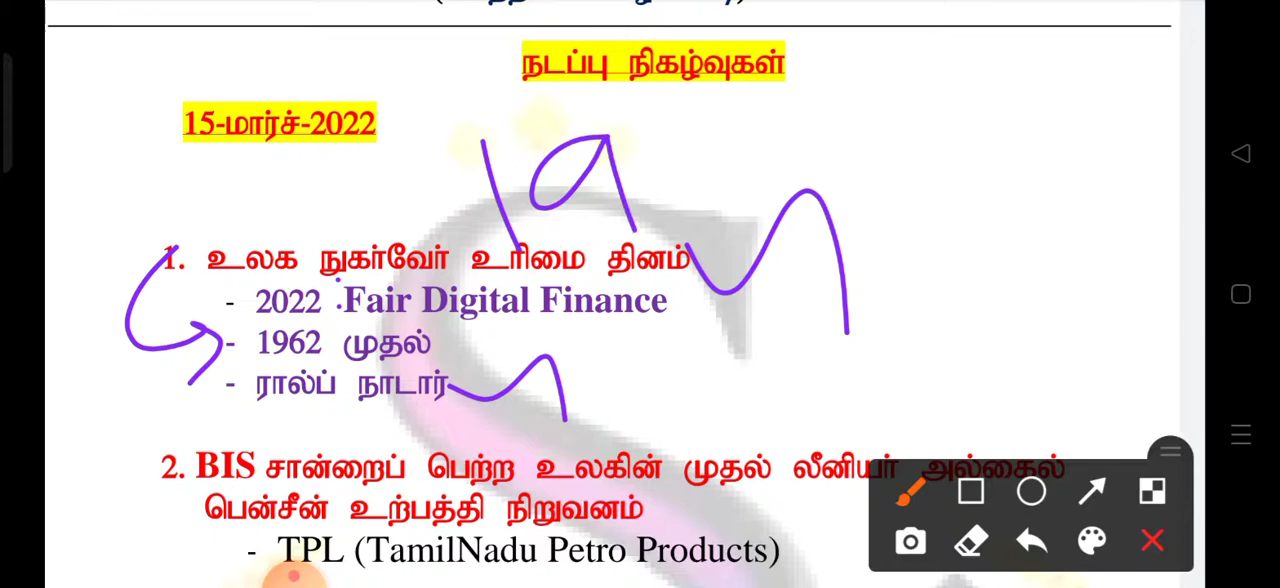 நடப்பு நிகழ்வுகள்
15-மார்ச்-2022
19
1. உலக நுகர்வேர் உரிமை தினம்
- 2022 :Fair Digital Finance
- 1962 முதல்
- ரால்ப் நாடார்
2. BIS சான்றைப் பெற்ற உலகின் முதல் லீனியர் அல்கைல்
பென்சீன் உற்பத்தி நிறுவனம்
- TPL (TamilNadu Petro Products)